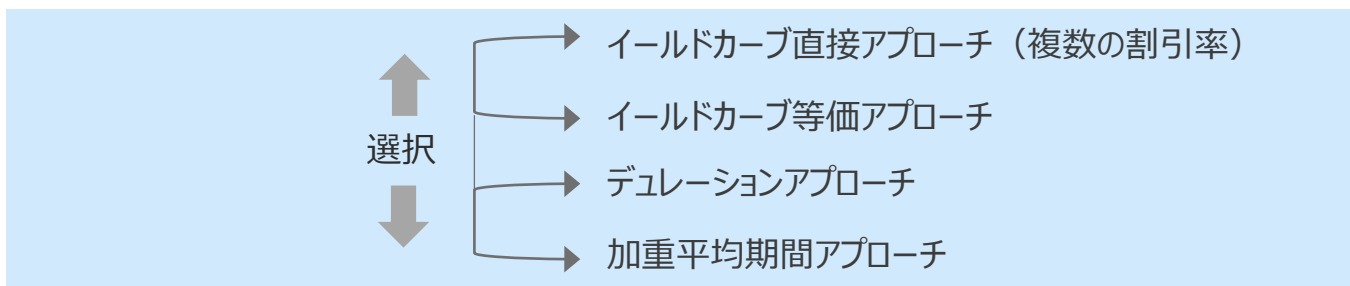 イールドカーブ直接アプローチ（複数の割引率）
イールドカーブ等価アプローチ
選択
デュレーションアプローチ
加重平均期間アプローチ